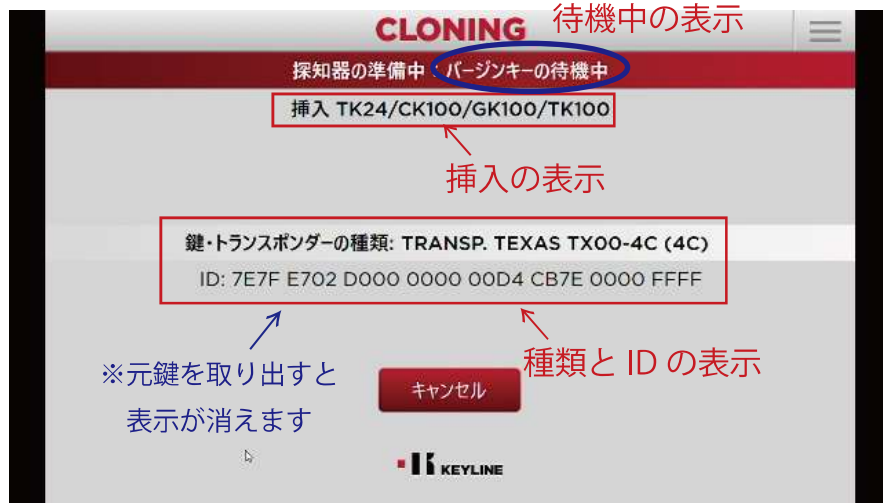 CLONING
待機中の表示
探知器の準備中：バージンキーの待機中
挿入 TK24/CK100/GK100/TK100
挿入の表示
鍵・トランスポンダーの種類: TRANSP. TEXAS TX00-4C (4C)
ID: 7E7F E702 D000 0000 00D4 CB7E 0000 FFFF
種類と ID の表示
※元鍵を取り出すと
表示が消えます
キャンセル
KEYLINE